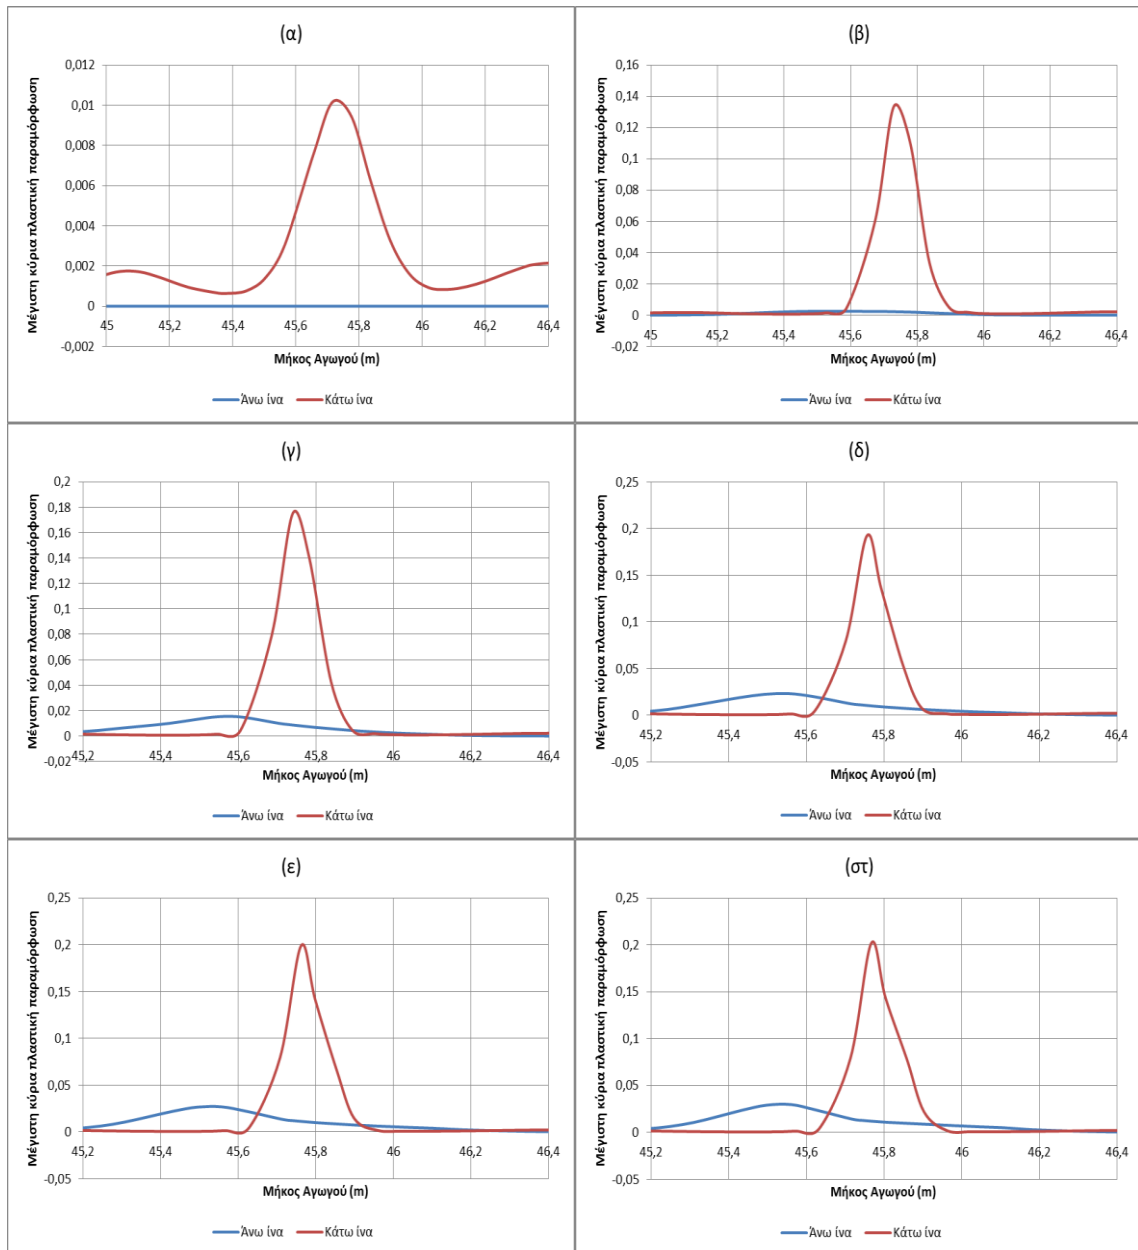 (α)
Μέγιστη κύρια πλαστική παραμόρφωση
0,012
0,01
0,008
0,006
0,004
0,002
0
-0,002
45 45,2 45,4 45,6 45,8 46 46,2 46,4
Μήκος Αγωγού (m)
Άνω ίνα Κάτω ίνα
(β)
Μέγιστη κύρια πλαστική παραμόρφωση
0,16
0,14
0,12
0,1
0,08
0,06
0,04
0,02
0
-0,02
45 45,2 45,4 45,6 45,8 46 46,2 46,4
Μήκος Αγωγού (m)
Άνω ίνα Κάτω ίνα
(γ)
Μέγιστη κύρια πλαστική παραμόρφωση
0,2
0,18
0,16
0,14
0,12
0,1
0,08
0,06
0,04
0,02
0
-0,02
45,2 45,4 45,6 45,8 46 46,2 46,4
Μήκος Αγωγού (m)
Άνω ίνα Κάτω ίνα
(δ)
Μέγιστη κύρια πλαστική παραμόρφωση
0,25
0,2
0,15
0,1
0,05
0
-0,05
45,2 45,4 45,6 45,8 46 46,2 46,4
Μήκος Αγωγού (m)
Άνω ίνα Κάτω ίνα
(ε)
Μέγιστη κύρια πλαστική παραμόρφωση
0,25
0,2
0,15
0,1
0,05
0
-0,05
45,2 45,4 45,6 45,8 46 46,2 46,4
Μήκος Αγωγού (m)
Άνω ίνα Κάτω ίνα
(στ)
Μέγιστη κύρια πλαστική παραμόρφωση
0,25
0,2
0,15
0,1
0,05
0
-0,05
45,2 45,4 45,6 45,8 46 46,2 46,4
Μήκος Αγωγού (m)
Άνω ίνα Κάτω ίνα